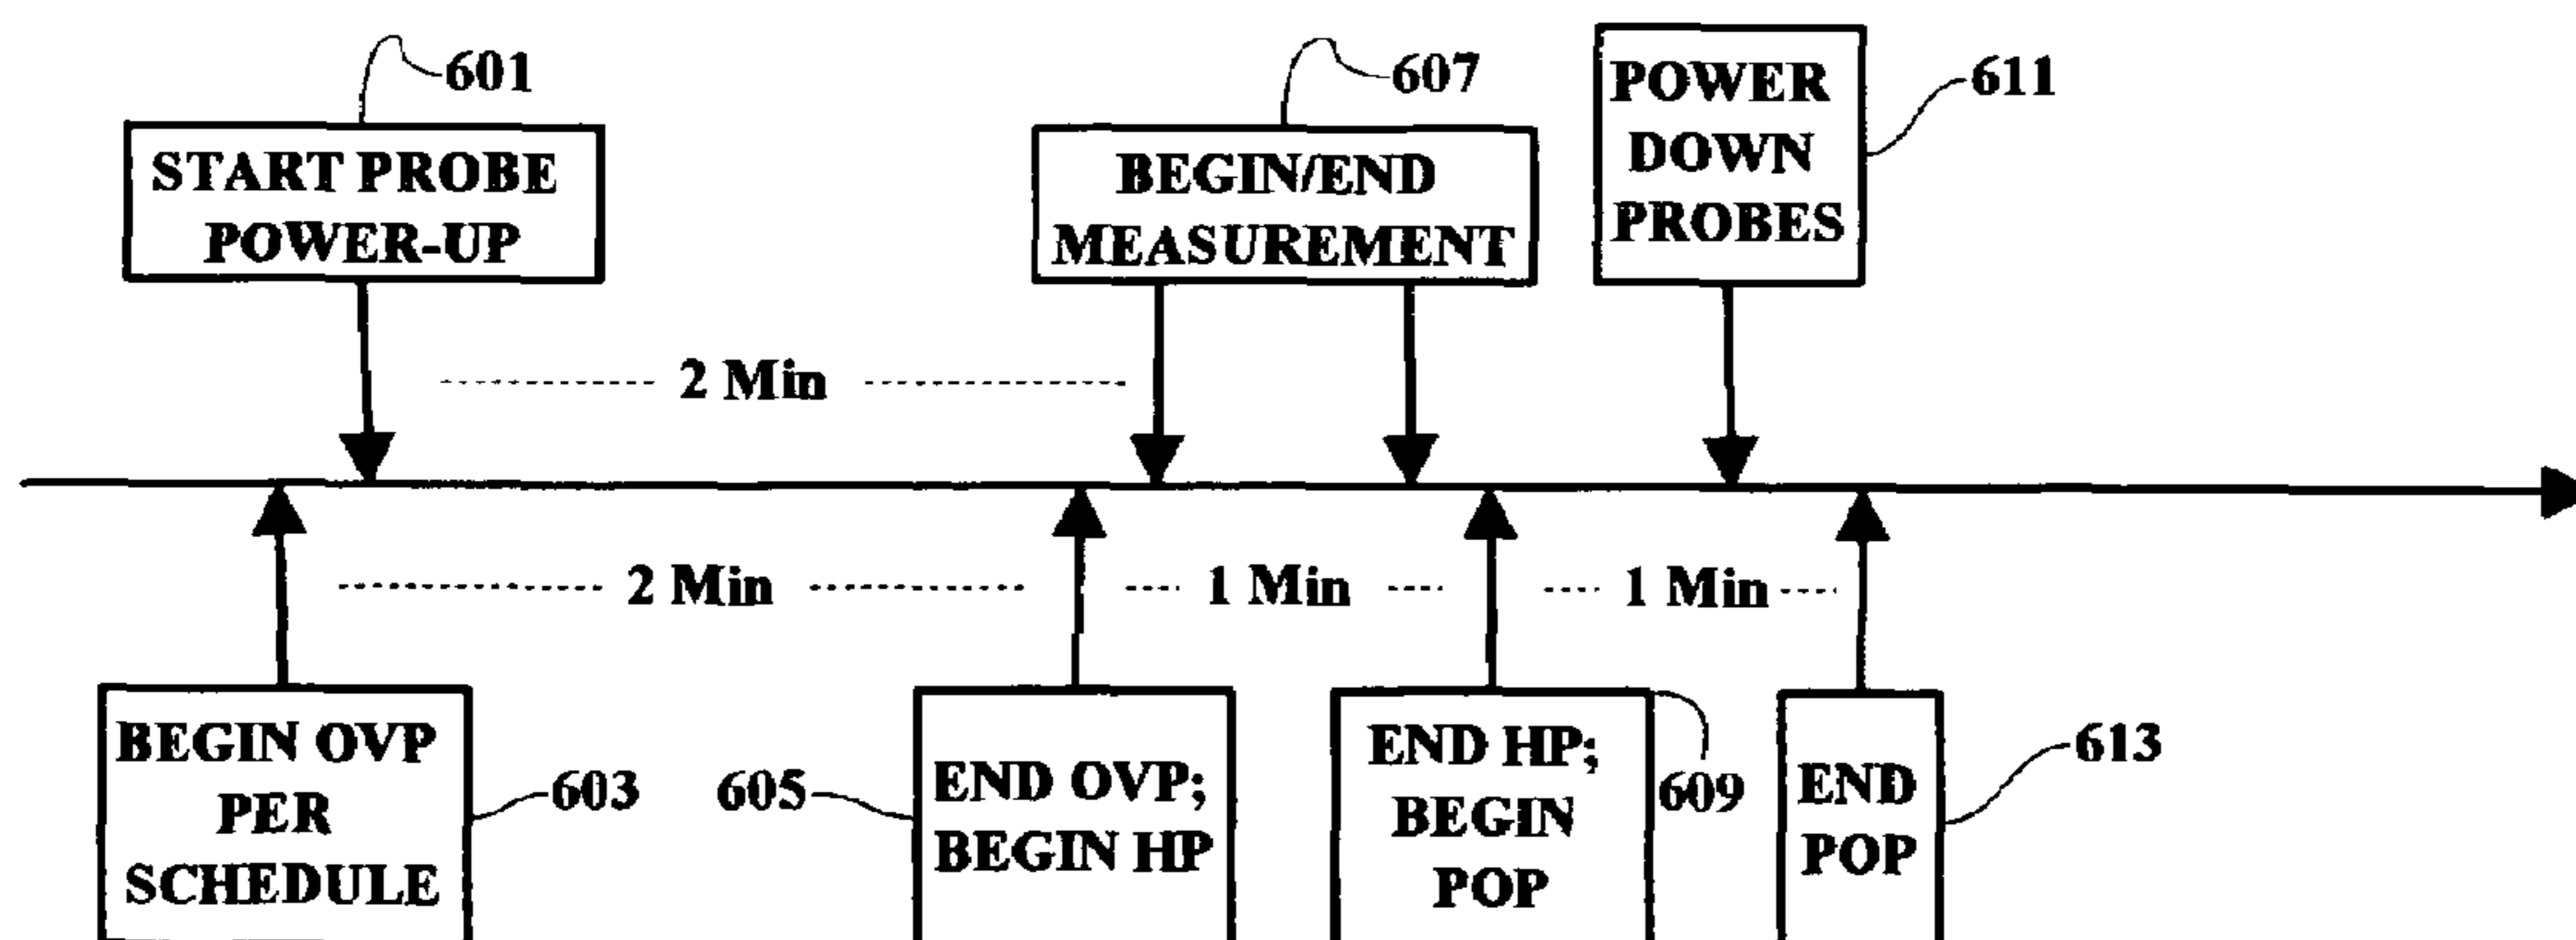 601
START PROBE
POWER-UP
607
BEGIN/END
MEASUREMENT
POWER
DOWN
PROBES
611
2 Min
2 Min
1 Min
1 Min
BEGIN OVP
PER
SCHEDULE
603
605
END OVP;
BEGIN HP
END HP;
BEGIN
POP
609
END
POP
613